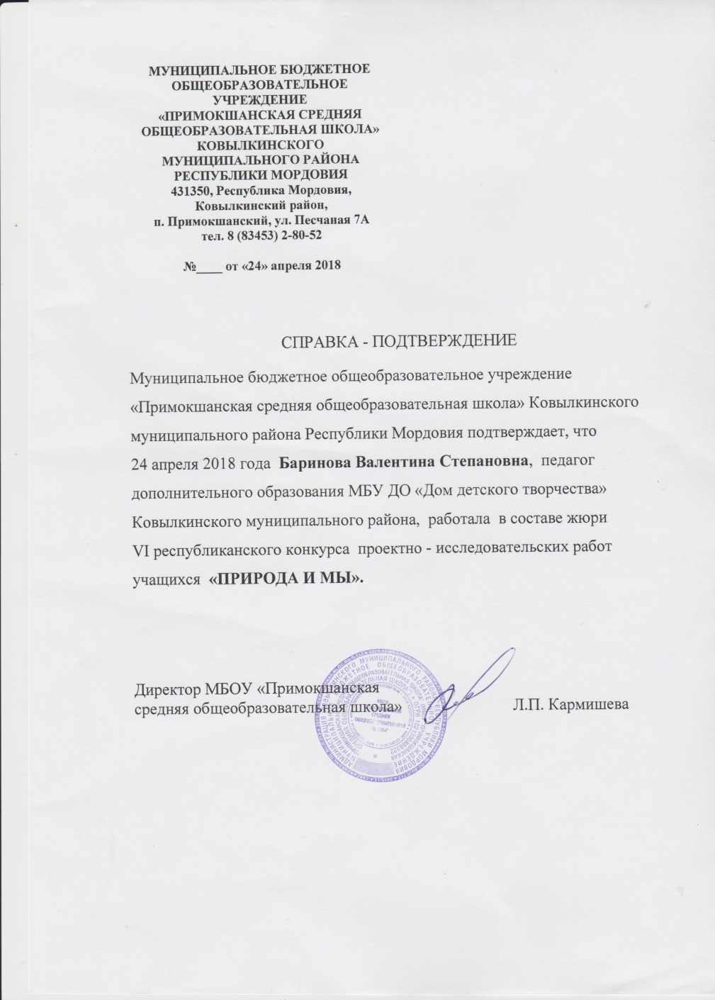 МУНИЦИПАЛЬНОЕ БЮДЖЕТНОЕ
ОБЩЕОБРАЗОВАТЕЛЬНОЕ
УЧРЕЖДЕНИЕ
«ПРИМОКШАНСКАЯ СРЕДНЯЯ
ОБЩЕОБРАЗОВАТЕЛЬНАЯ ШКОЛА»
КОВЫЛКИНСКОГО
МУНИЦИПАЛЬНОГО РАЙОНА
РЕСПУБЛИКИ МОРДОВИЯ
431350, Республика Мордовия,
Ковылкинский район,
п. Примокшанский, ул. Песчаная 7А
тел. 8 (83453) 2-80-52
№____ от «24» апреля 2018
СПРАВКА - ПОДТВЕРЖДЕНИЕ
Муниципальное бюджетное общеобразовательное учреждение
«Примокшанская средняя общеобразовательная школа» Ковылкинского
муниципального района Республики Мордовия подтверждает, что
24 апреля 2018 года Баринова Валентина Степановна, педагог
дополнительного образования МБУ ДО «Дом детского творчества»
Ковылкинского муниципального района, работала в составе жюри
VI республиканского конкурса проектно - исследовательских работ
учащихся «ПРИРОДА И МЫ».
Директор МБОУ «Примокшанская
средняя общеобразовательная школа» Л.П. Кармишева